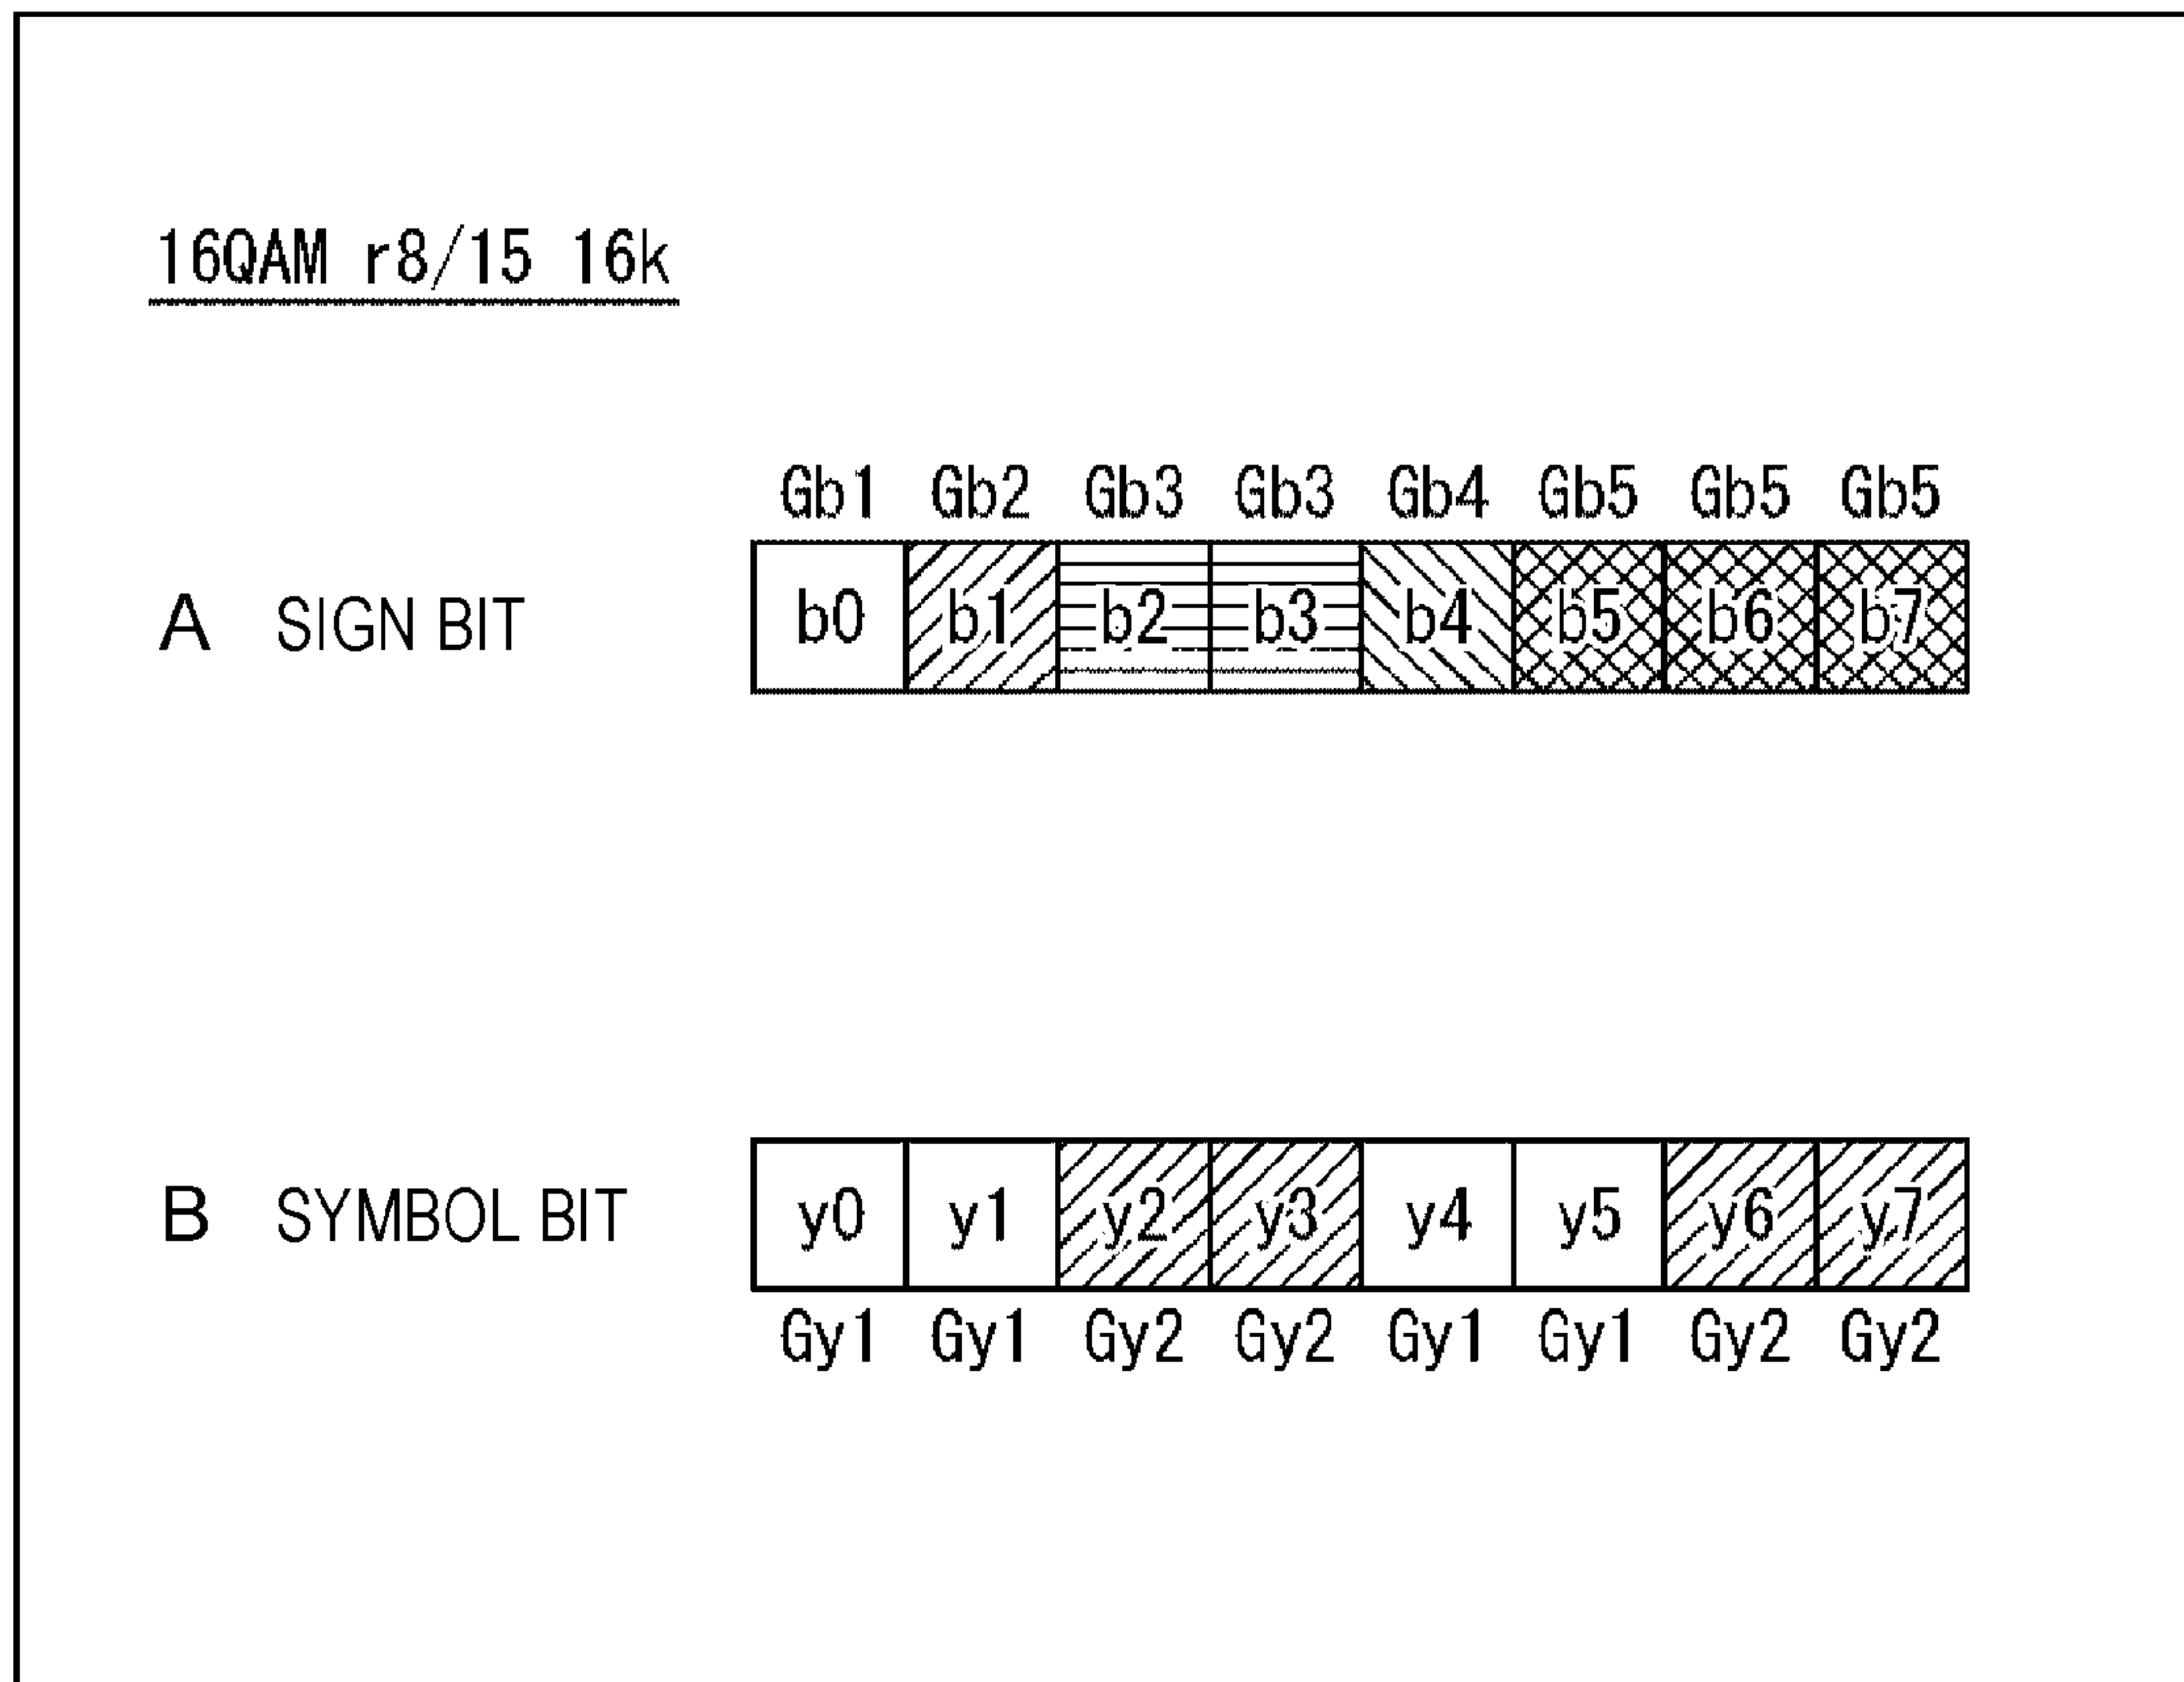 16QAM r8/15 16k
Gb1 Gb2 Gb3 Gb3 Gb4 Gb5 Gb5 Gb5
A SIGN BIT b0 b1 b2 b3 b4 b5 b6 b7
B SYMBOL BIT y0 y1 y2 y3 y4 y5 y6 y7
Gy1 Gy1 Gy2 Gy2 Gy1 Gy1 Gy2 Gy2